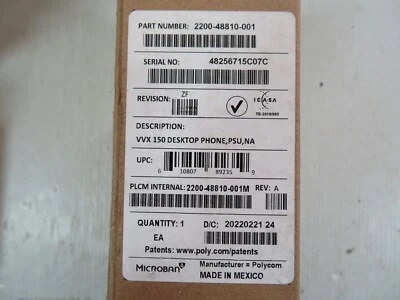 PART NUMBER: 2200-48810-001
SERIAL NO: 48256715C07C
REVISION: ZF
ICASA
DESCRIPTION:
VVX 150 DESKTOP PHONE,PSU,NA
UPC:
6 10807 89235 9
PLCM INTERNAL: 2200-48810-001M REV: A
QUANTITY: 1 D/C: 20220221 24
EA
Patents: www.poly.com/patents
MICROBAN Manufacturer = Polycom
MADE IN MEXICO